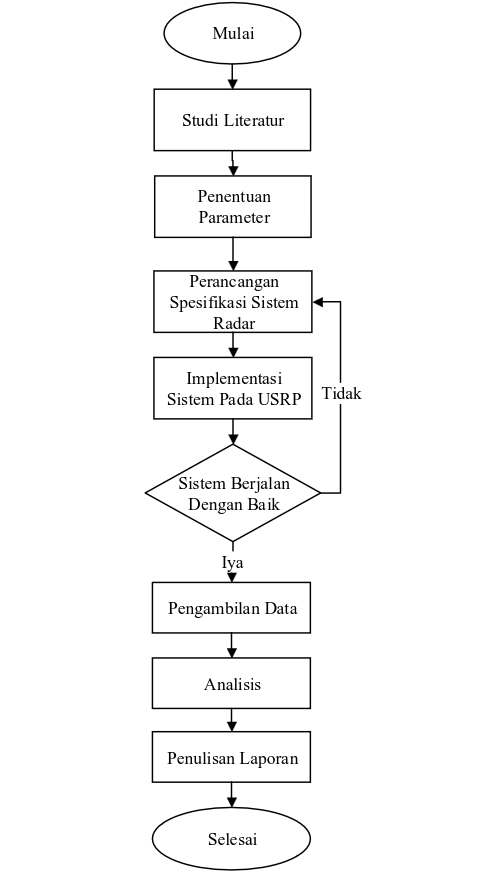 Mulai
Studi Literatur
Penentuan
Parameter
Perancangan
Spesifikasi Sistem
Radar
Implementasi
Sistem Pada USRP
Tidak
Sistem Berjalan
Dengan Baik
Iya
Pengambilan Data
Analisis
Penulisan Laporan
Selesai